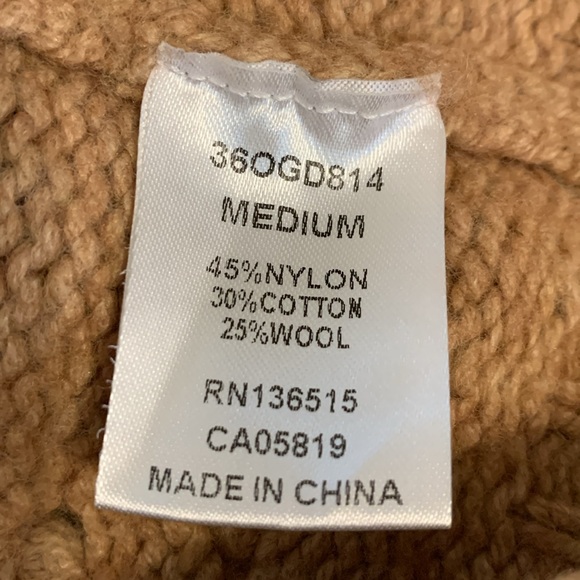 36OGD814
MEDIUM
45%NYLON
30%COTTON
25%WOOL
RN136515
CA05819
MADE IN CHINA